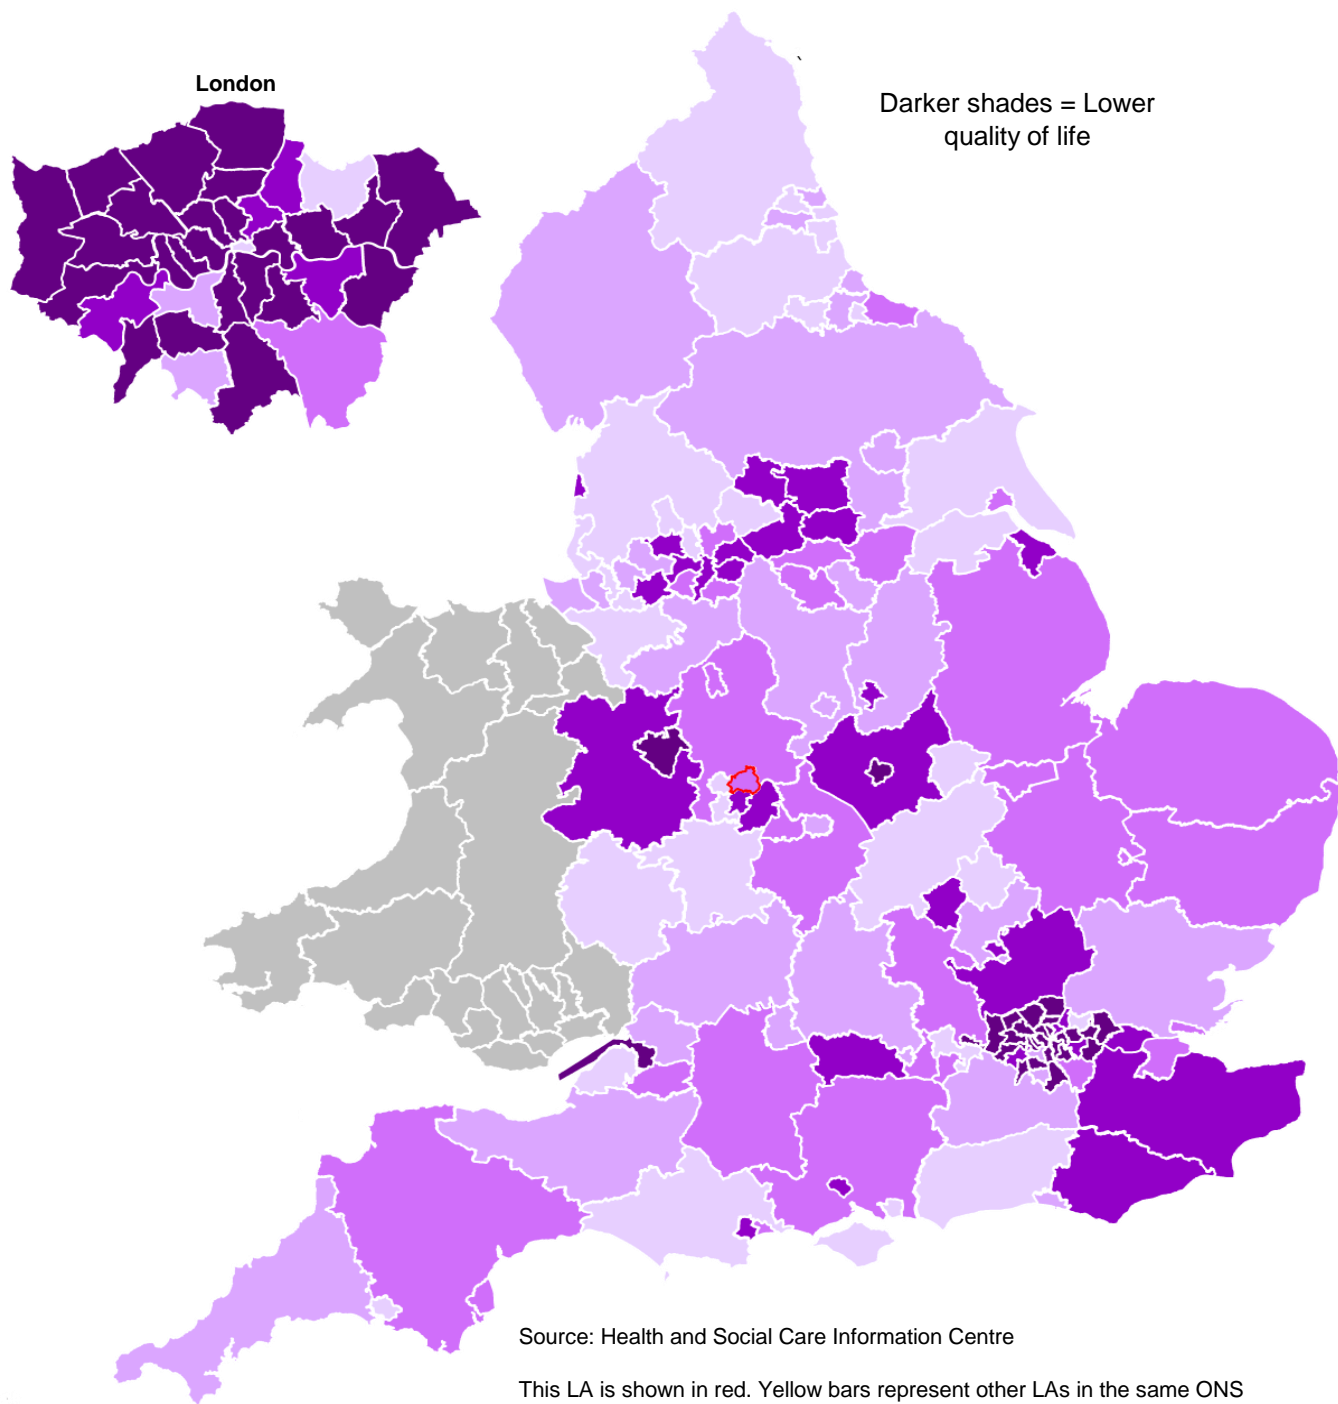 London
`
Darker shades = Lower
quality of life
Source: Health and Social Care Information Centre
This LA is shown in red. Yellow bars represent other LAs in the same ONS